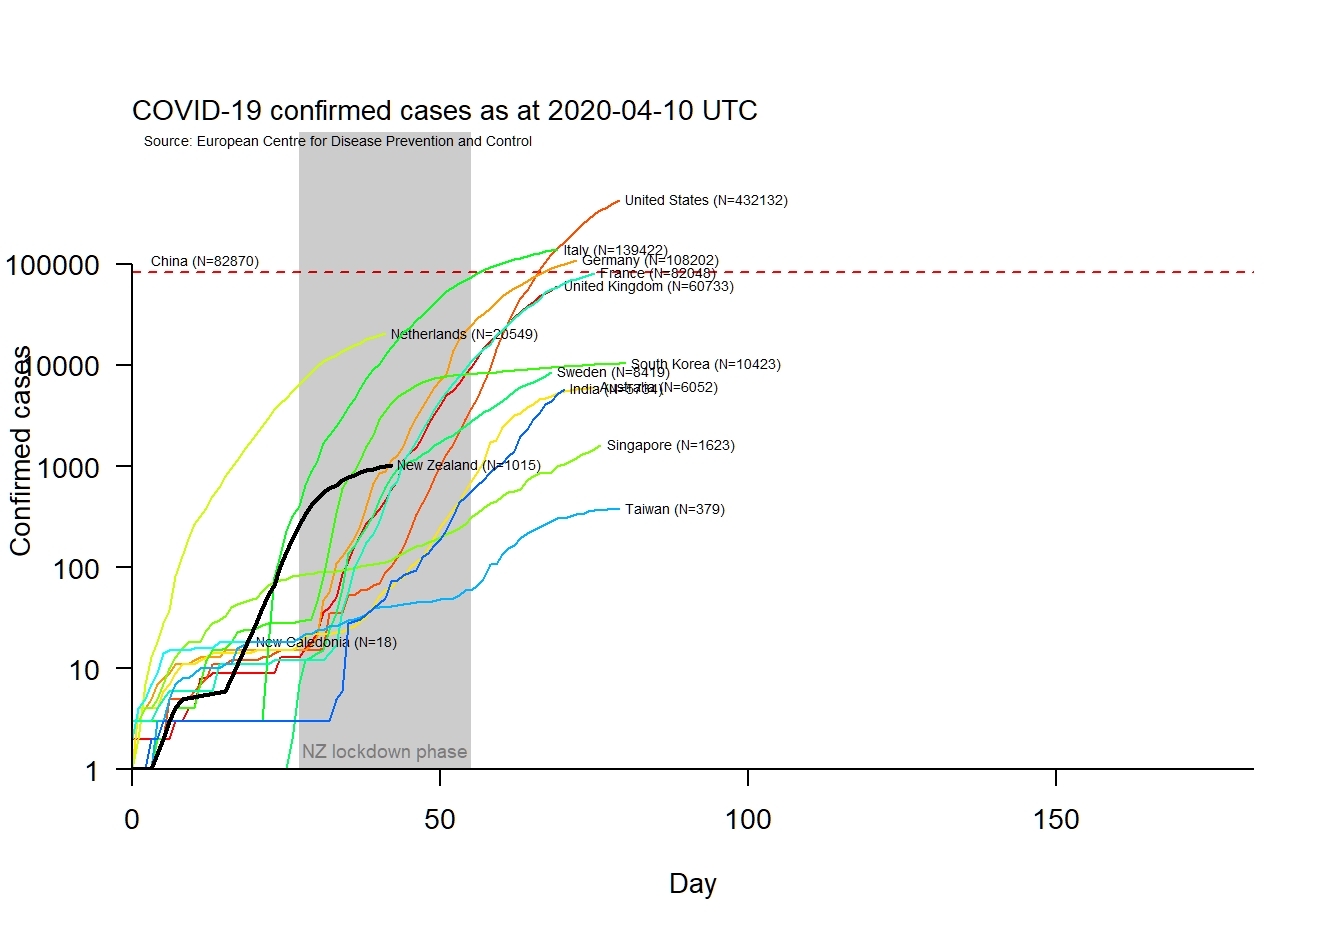 COVID-19 confirmed cases as at 2020-04-10 UTC
Source: European Centre for Disease Prevention and Control
United States (N=432132)
Italy (N=139422)
Germany (N=108202)
China (N=82870)
France (N=82048)
United Kingdom (N=60733)
Netherlands (N=20549)
South Korea (N=10423)
Sweden (N=8419)
Australia (N=6052)
India (N=5734)
Singapore (N=1623)
New Zealand (N=1015)
Taiwan (N=379)
New Caledonia (N=18)
NZ lockdown phase
Confirmed cases
100000
10000
1000
100
10
1
0 50 100 150
Day